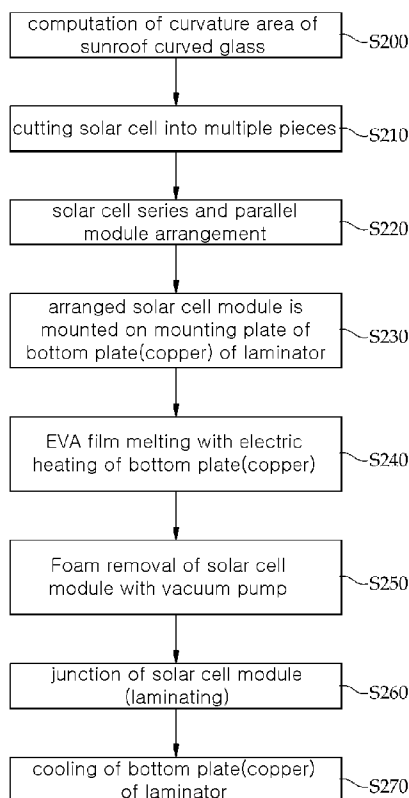 computation of curvature area of
sunroof curved glass
S200
cutting solar cell into multiple pieces
S210
solar cell series and parallel
module arrangement
S220
arranged solar cell module is
mounted on mounting plate of
bottom plate(copper) of laminator
S230
EVA film melting with electric
heating of bottom plate(copper)
S240
Foam removal of solar cell
module with vacuum pump
S250
junction of solar cell module
(laminating)
S260
cooling of bottom plate(copper)
of laminator
S270